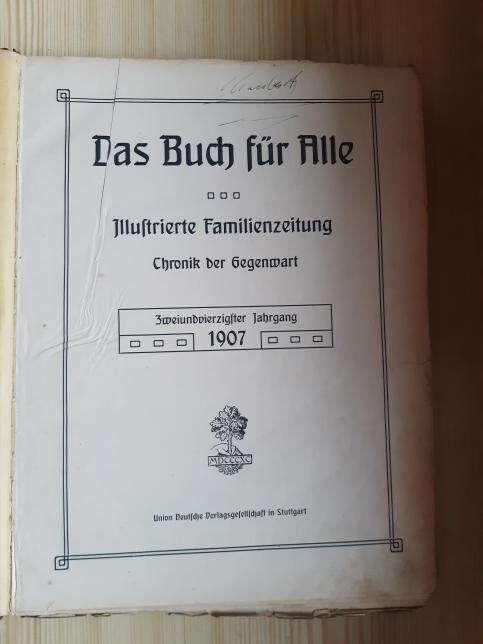 Das Buch für Alle
Illustrierte Familienzeitung
Chronik der Gegenwart
Zweiundvierzigster Jahrgang
1907
MDCCCXC
Union Deutsche Verlagsgesellschaft in Stuttgart